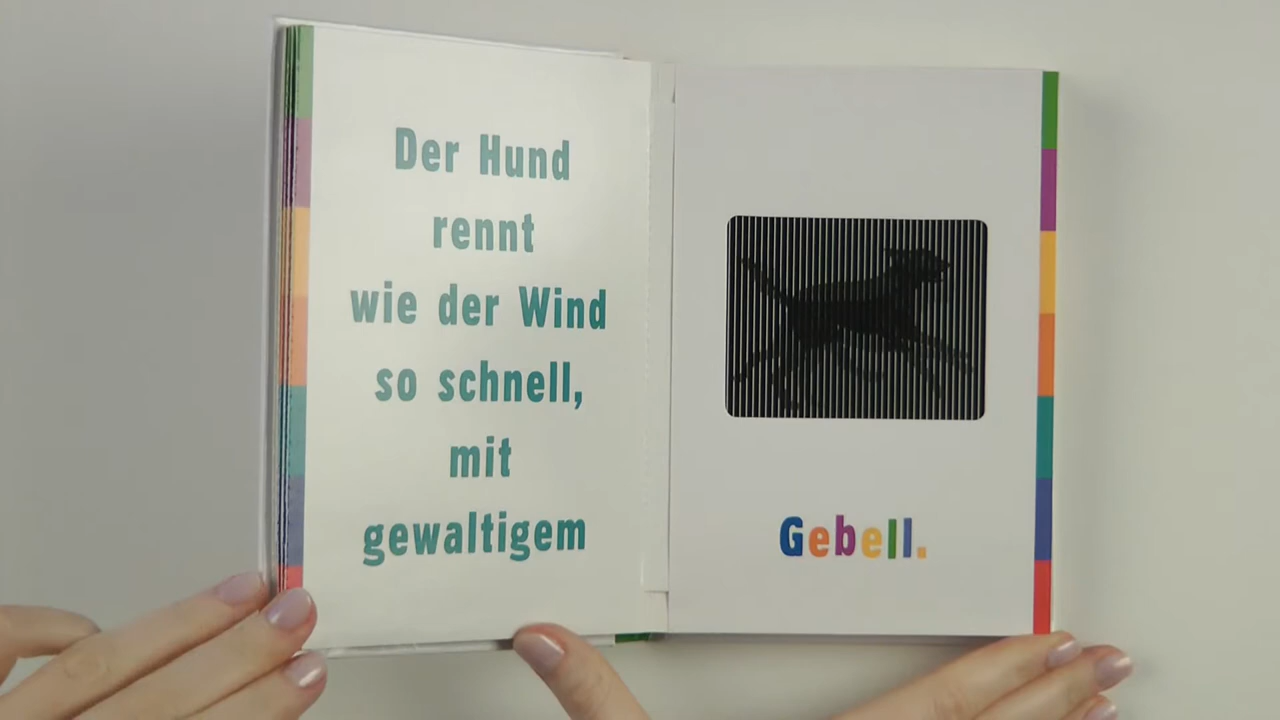 Der Hund
rennt
wie der Wind
so schnell,
mit
gewaltigem
Gebell.